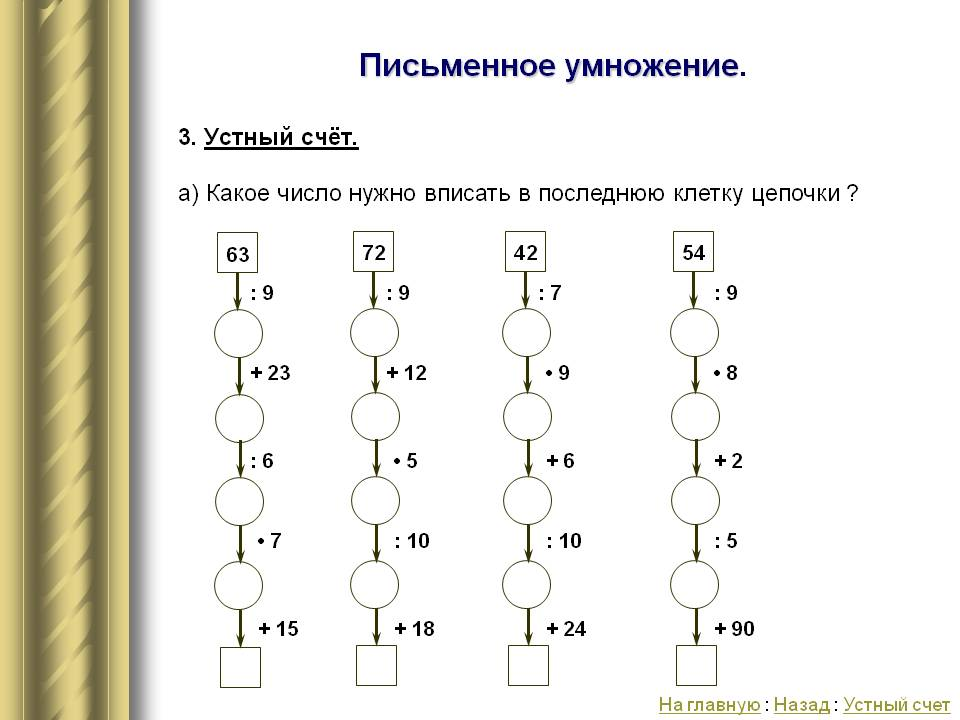 Письменное умножение.
3. Устный счёт.
а) Какое число нужно вписать в последнюю клетку цепочки ?
63 72 42 54
: 9 : 9 : 7 : 9
+ 23 + 12 • 9 • 8
: 6 • 5 + 6 + 2
• 7 : 10 : 10 : 5
+ 15 + 18 + 24 + 90
На главную : Назад : Устный счет